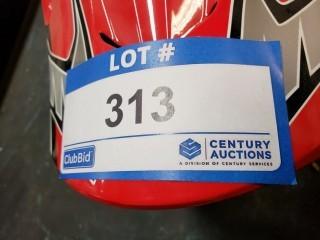 LOT #
313
ClubBid
CENTURY
AUCTIONS
A DIVISION OF CENTURY SERVICES